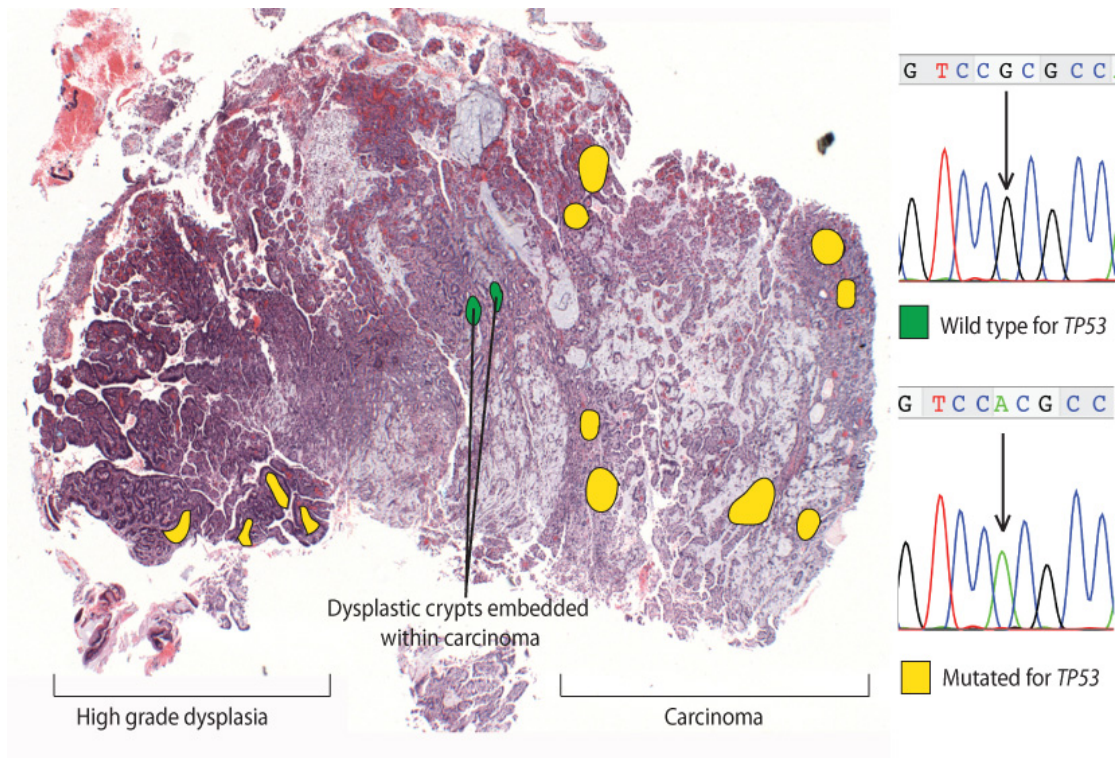 G T C C G C G C C
Wild type for TP53
G T C C A C G C C
Mutated for TP53
Dysplastic crypts embedded
within carcinoma
High grade dysplasia
Carcinoma